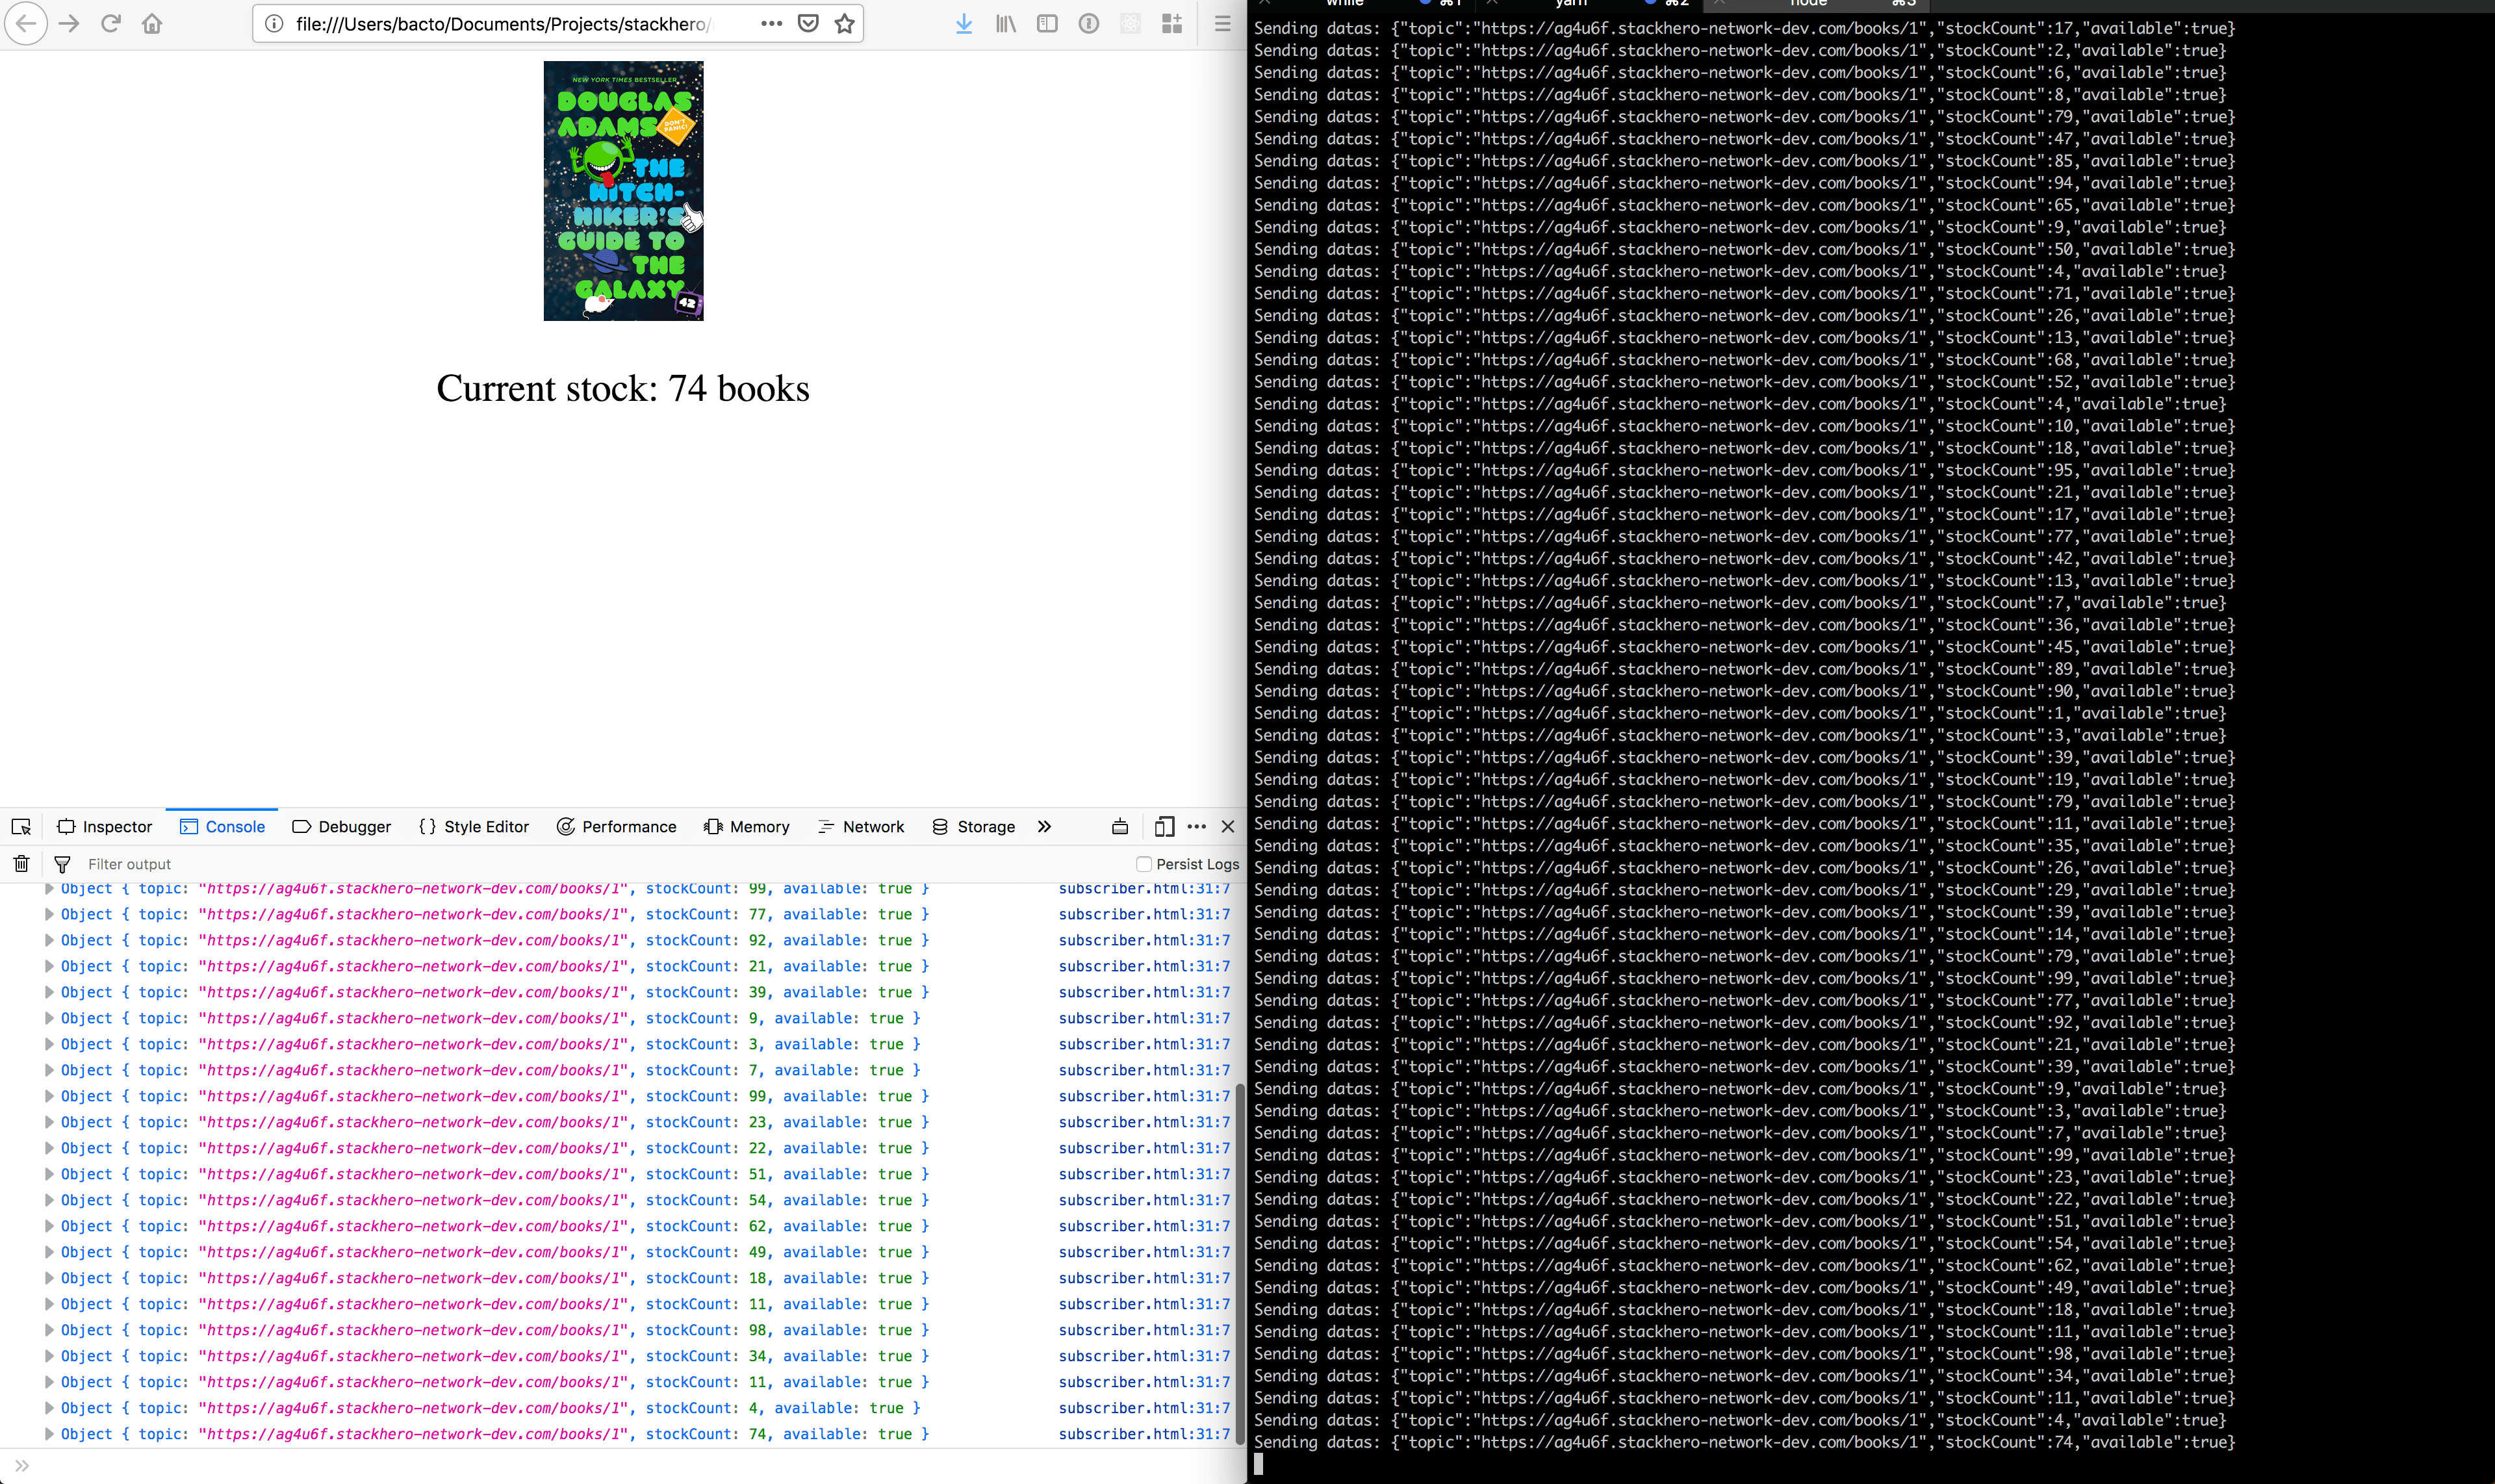 file:///Users/bacto/Documents/Projects/stackhero/
NEW YORK TIMES BESTSELLER
DOUGLAS
ADAMS
DON'T
PANIC!
THE
HITCH-
HIKER'S
GUIDE TO
THE
GALAXY
42
Current stock: 74 books
Inspector Console Debugger Style Editor Performance Memory Network Storage
Filter output Persist Logs
Object { topic: "https://ag4u6f.stackhero-network-dev.com/books/1", stockCount: 99, available: true } subscriber.html:31:7
Object { topic: "https://ag4u6f.stackhero-network-dev.com/books/1", stockCount: 77, available: true } subscriber.html:31:7
Object { topic: "https://ag4u6f.stackhero-network-dev.com/books/1", stockCount: 92, available: true } subscriber.html:31:7
Object { topic: "https://ag4u6f.stackhero-network-dev.com/books/1", stockCount: 21, available: true } subscriber.html:31:7
Object { topic: "https://ag4u6f.stackhero-network-dev.com/books/1", stockCount: 39, available: true } subscriber.html:31:7
Object { topic: "https://ag4u6f.stackhero-network-dev.com/books/1", stockCount: 9, available: true } subscriber.html:31:7
Object { topic: "https://ag4u6f.stackhero-network-dev.com/books/1", stockCount: 3, available: true } subscriber.html:31:7
Object { topic: "https://ag4u6f.stackhero-network-dev.com/books/1", stockCount: 7, available: true } subscriber.html:31:7
Object { topic: "https://ag4u6f.stackhero-network-dev.com/books/1", stockCount: 99, available: true } subscriber.html:31:7
Object { topic: "https://ag4u6f.stackhero-network-dev.com/books/1", stockCount: 23, available: true } subscriber.html:31:7
Object { topic: "https://ag4u6f.stackhero-network-dev.com/books/1", stockCount: 22, available: true } subscriber.html:31:7
Object { topic: "https://ag4u6f.stackhero-network-dev.com/books/1", stockCount: 51, available: true } subscriber.html:31:7
Object { topic: "https://ag4u6f.stackhero-network-dev.com/books/1", stockCount: 54, available: true } subscriber.html:31:7
Object { topic: "https://ag4u6f.stackhero-network-dev.com/books/1", stockCount: 62, available: true } subscriber.html:31:7
Object { topic: "https://ag4u6f.stackhero-network-dev.com/books/1", stockCount: 49, available: true } subscriber.html:31:7
Object { topic: "https://ag4u6f.stackhero-network-dev.com/books/1", stockCount: 18, available: true } subscriber.html:31:7
Object { topic: "https://ag4u6f.stackhero-network-dev.com/books/1", stockCount: 11, available: true } subscriber.html:31:7
Object { topic: "https://ag4u6f.stackhero-network-dev.com/books/1", stockCount: 98, available: true } subscriber.html:31:7
Object { topic: "https://ag4u6f.stackhero-network-dev.com/books/1", stockCount: 34, available: true } subscriber.html:31:7
Object { topic: "https://ag4u6f.stackhero-network-dev.com/books/1", stockCount: 11, available: true } subscriber.html:31:7
Object { topic: "https://ag4u6f.stackhero-network-dev.com/books/1", stockCount: 4, available: true } subscriber.html:31:7
Object { topic: "https://ag4u6f.stackhero-network-dev.com/books/1", stockCount: 74, available: true } subscriber.html:31:7
while ⌘1 yarn ⌘2 node ⌘3
Sending datas: {"topic":"https://ag4u6f.stackhero-network-dev.com/books/1","stockCount":17,"available":true}
Sending datas: {"topic":"https://ag4u6f.stackhero-network-dev.com/books/1","stockCount":2,"available":true}
Sending datas: {"topic":"https://ag4u6f.stackhero-network-dev.com/books/1","stockCount":6,"available":true}
Sending datas: {"topic":"https://ag4u6f.stackhero-network-dev.com/books/1","stockCount":8,"available":true}
Sending datas: {"topic":"https://ag4u6f.stackhero-network-dev.com/books/1","stockCount":79,"available":true}
Sending datas: {"topic":"https://ag4u6f.stackhero-network-dev.com/books/1","stockCount":47,"available":true}
Sending datas: {"topic":"https://ag4u6f.stackhero-network-dev.com/books/1","stockCount":85,"available":true}
Sending datas: {"topic":"https://ag4u6f.stackhero-network-dev.com/books/1","stockCount":94,"available":true}
Sending datas: {"topic":"https://ag4u6f.stackhero-network-dev.com/books/1","stockCount":65,"available":true}
Sending datas: {"topic":"https://ag4u6f.stackhero-network-dev.com/books/1","stockCount":9,"available":true}
Sending datas: {"topic":"https://ag4u6f.stackhero-network-dev.com/books/1","stockCount":50,"available":true}
Sending datas: {"topic":"https://ag4u6f.stackhero-network-dev.com/books/1","stockCount":4,"available":true}
Sending datas: {"topic":"https://ag4u6f.stackhero-network-dev.com/books/1","stockCount":71,"available":true}
Sending datas: {"topic":"https://ag4u6f.stackhero-network-dev.com/books/1","stockCount":26,"available":true}
Sending datas: {"topic":"https://ag4u6f.stackhero-network-dev.com/books/1","stockCount":13,"available":true}
Sending datas: {"topic":"https://ag4u6f.stackhero-network-dev.com/books/1","stockCount":68,"available":true}
Sending datas: {"topic":"https://ag4u6f.stackhero-network-dev.com/books/1","stockCount":52,"available":true}
Sending datas: {"topic":"https://ag4u6f.stackhero-network-dev.com/books/1","stockCount":4,"available":true}
Sending datas: {"topic":"https://ag4u6f.stackhero-network-dev.com/books/1","stockCount":10,"available":true}
Sending datas: {"topic":"https://ag4u6f.stackhero-network-dev.com/books/1","stockCount":18,"available":true}
Sending datas: {"topic":"https://ag4u6f.stackhero-network-dev.com/books/1","stockCount":95,"available":true}
Sending datas: {"topic":"https://ag4u6f.stackhero-network-dev.com/books/1","stockCount":21,"available":true}
Sending datas: {"topic":"https://ag4u6f.stackhero-network-dev.com/books/1","stockCount":17,"available":true}
Sending datas: {"topic":"https://ag4u6f.stackhero-network-dev.com/books/1","stockCount":77,"available":true}
Sending datas: {"topic":"https://ag4u6f.stackhero-network-dev.com/books/1","stockCount":42,"available":true}
Sending datas: {"topic":"https://ag4u6f.stackhero-network-dev.com/books/1","stockCount":13,"available":true}
Sending datas: {"topic":"https://ag4u6f.stackhero-network-dev.com/books/1","stockCount":7,"available":true}
Sending datas: {"topic":"https://ag4u6f.stackhero-network-dev.com/books/1","stockCount":36,"available":true}
Sending datas: {"topic":"https://ag4u6f.stackhero-network-dev.com/books/1","stockCount":45,"available":true}
Sending datas: {"topic":"https://ag4u6f.stackhero-network-dev.com/books/1","stockCount":89,"available":true}
Sending datas: {"topic":"https://ag4u6f.stackhero-network-dev.com/books/1","stockCount":90,"available":true}
Sending datas: {"topic":"https://ag4u6f.stackhero-network-dev.com/books/1","stockCount":1,"available":true}
Sending datas: {"topic":"https://ag4u6f.stackhero-network-dev.com/books/1","stockCount":3,"available":true}
Sending datas: {"topic":"https://ag4u6f.stackhero-network-dev.com/books/1","stockCount":39,"available":true}
Sending datas: {"topic":"https://ag4u6f.stackhero-network-dev.com/books/1","stockCount":19,"available":true}
Sending datas: {"topic":"https://ag4u6f.stackhero-network-dev.com/books/1","stockCount":79,"available":true}
Sending datas: {"topic":"https://ag4u6f.stackhero-network-dev.com/books/1","stockCount":11,"available":true}
Sending datas: {"topic":"https://ag4u6f.stackhero-network-dev.com/books/1","stockCount":35,"available":true}
Sending datas: {"topic":"https://ag4u6f.stackhero-network-dev.com/books/1","stockCount":26,"available":true}
Sending datas: {"topic":"https://ag4u6f.stackhero-network-dev.com/books/1","stockCount":29,"available":true}
Sending datas: {"topic":"https://ag4u6f.stackhero-network-dev.com/books/1","stockCount":39,"available":true}
Sending datas: {"topic":"https://ag4u6f.stackhero-network-dev.com/books/1","stockCount":14,"available":true}
Sending datas: {"topic":"https://ag4u6f.stackhero-network-dev.com/books/1","stockCount":79,"available":true}
Sending datas: {"topic":"https://ag4u6f.stackhero-network-dev.com/books/1","stockCount":99,"available":true}
Sending datas: {"topic":"https://ag4u6f.stackhero-network-dev.com/books/1","stockCount":77,"available":true}
Sending datas: {"topic":"https://ag4u6f.stackhero-network-dev.com/books/1","stockCount":92,"available":true}
Sending datas: {"topic":"https://ag4u6f.stackhero-network-dev.com/books/1","stockCount":21,"available":true}
Sending datas: {"topic":"https://ag4u6f.stackhero-network-dev.com/books/1","stockCount":39,"available":true}
Sending datas: {"topic":"https://ag4u6f.stackhero-network-dev.com/books/1","stockCount":9,"available":true}
Sending datas: {"topic":"https://ag4u6f.stackhero-network-dev.com/books/1","stockCount":3,"available":true}
Sending datas: {"topic":"https://ag4u6f.stackhero-network-dev.com/books/1","stockCount":7,"available":true}
Sending datas: {"topic":"https://ag4u6f.stackhero-network-dev.com/books/1","stockCount":99,"available":true}
Sending datas: {"topic":"https://ag4u6f.stackhero-network-dev.com/books/1","stockCount":23,"available":true}
Sending datas: {"topic":"https://ag4u6f.stackhero-network-dev.com/books/1","stockCount":22,"available":true}
Sending datas: {"topic":"https://ag4u6f.stackhero-network-dev.com/books/1","stockCount":51,"available":true}
Sending datas: {"topic":"https://ag4u6f.stackhero-network-dev.com/books/1","stockCount":54,"available":true}
Sending datas: {"topic":"https://ag4u6f.stackhero-network-dev.com/books/1","stockCount":62,"available":true}
Sending datas: {"topic":"https://ag4u6f.stackhero-network-dev.com/books/1","stockCount":49,"available":true}
Sending datas: {"topic":"https://ag4u6f.stackhero-network-dev.com/books/1","stockCount":18,"available":true}
Sending datas: {"topic":"https://ag4u6f.stackhero-network-dev.com/books/1","stockCount":11,"available":true}
Sending datas: {"topic":"https://ag4u6f.stackhero-network-dev.com/books/1","stockCount":98,"available":true}
Sending datas: {"topic":"https://ag4u6f.stackhero-network-dev.com/books/1","stockCount":34,"available":true}
Sending datas: {"topic":"https://ag4u6f.stackhero-network-dev.com/books/1","stockCount":11,"available":true}
Sending datas: {"topic":"https://ag4u6f.stackhero-network-dev.com/books/1","stockCount":4,"available":true}
Sending datas: {"topic":"https://ag4u6f.stackhero-network-dev.com/books/1","stockCount":74,"available":true}